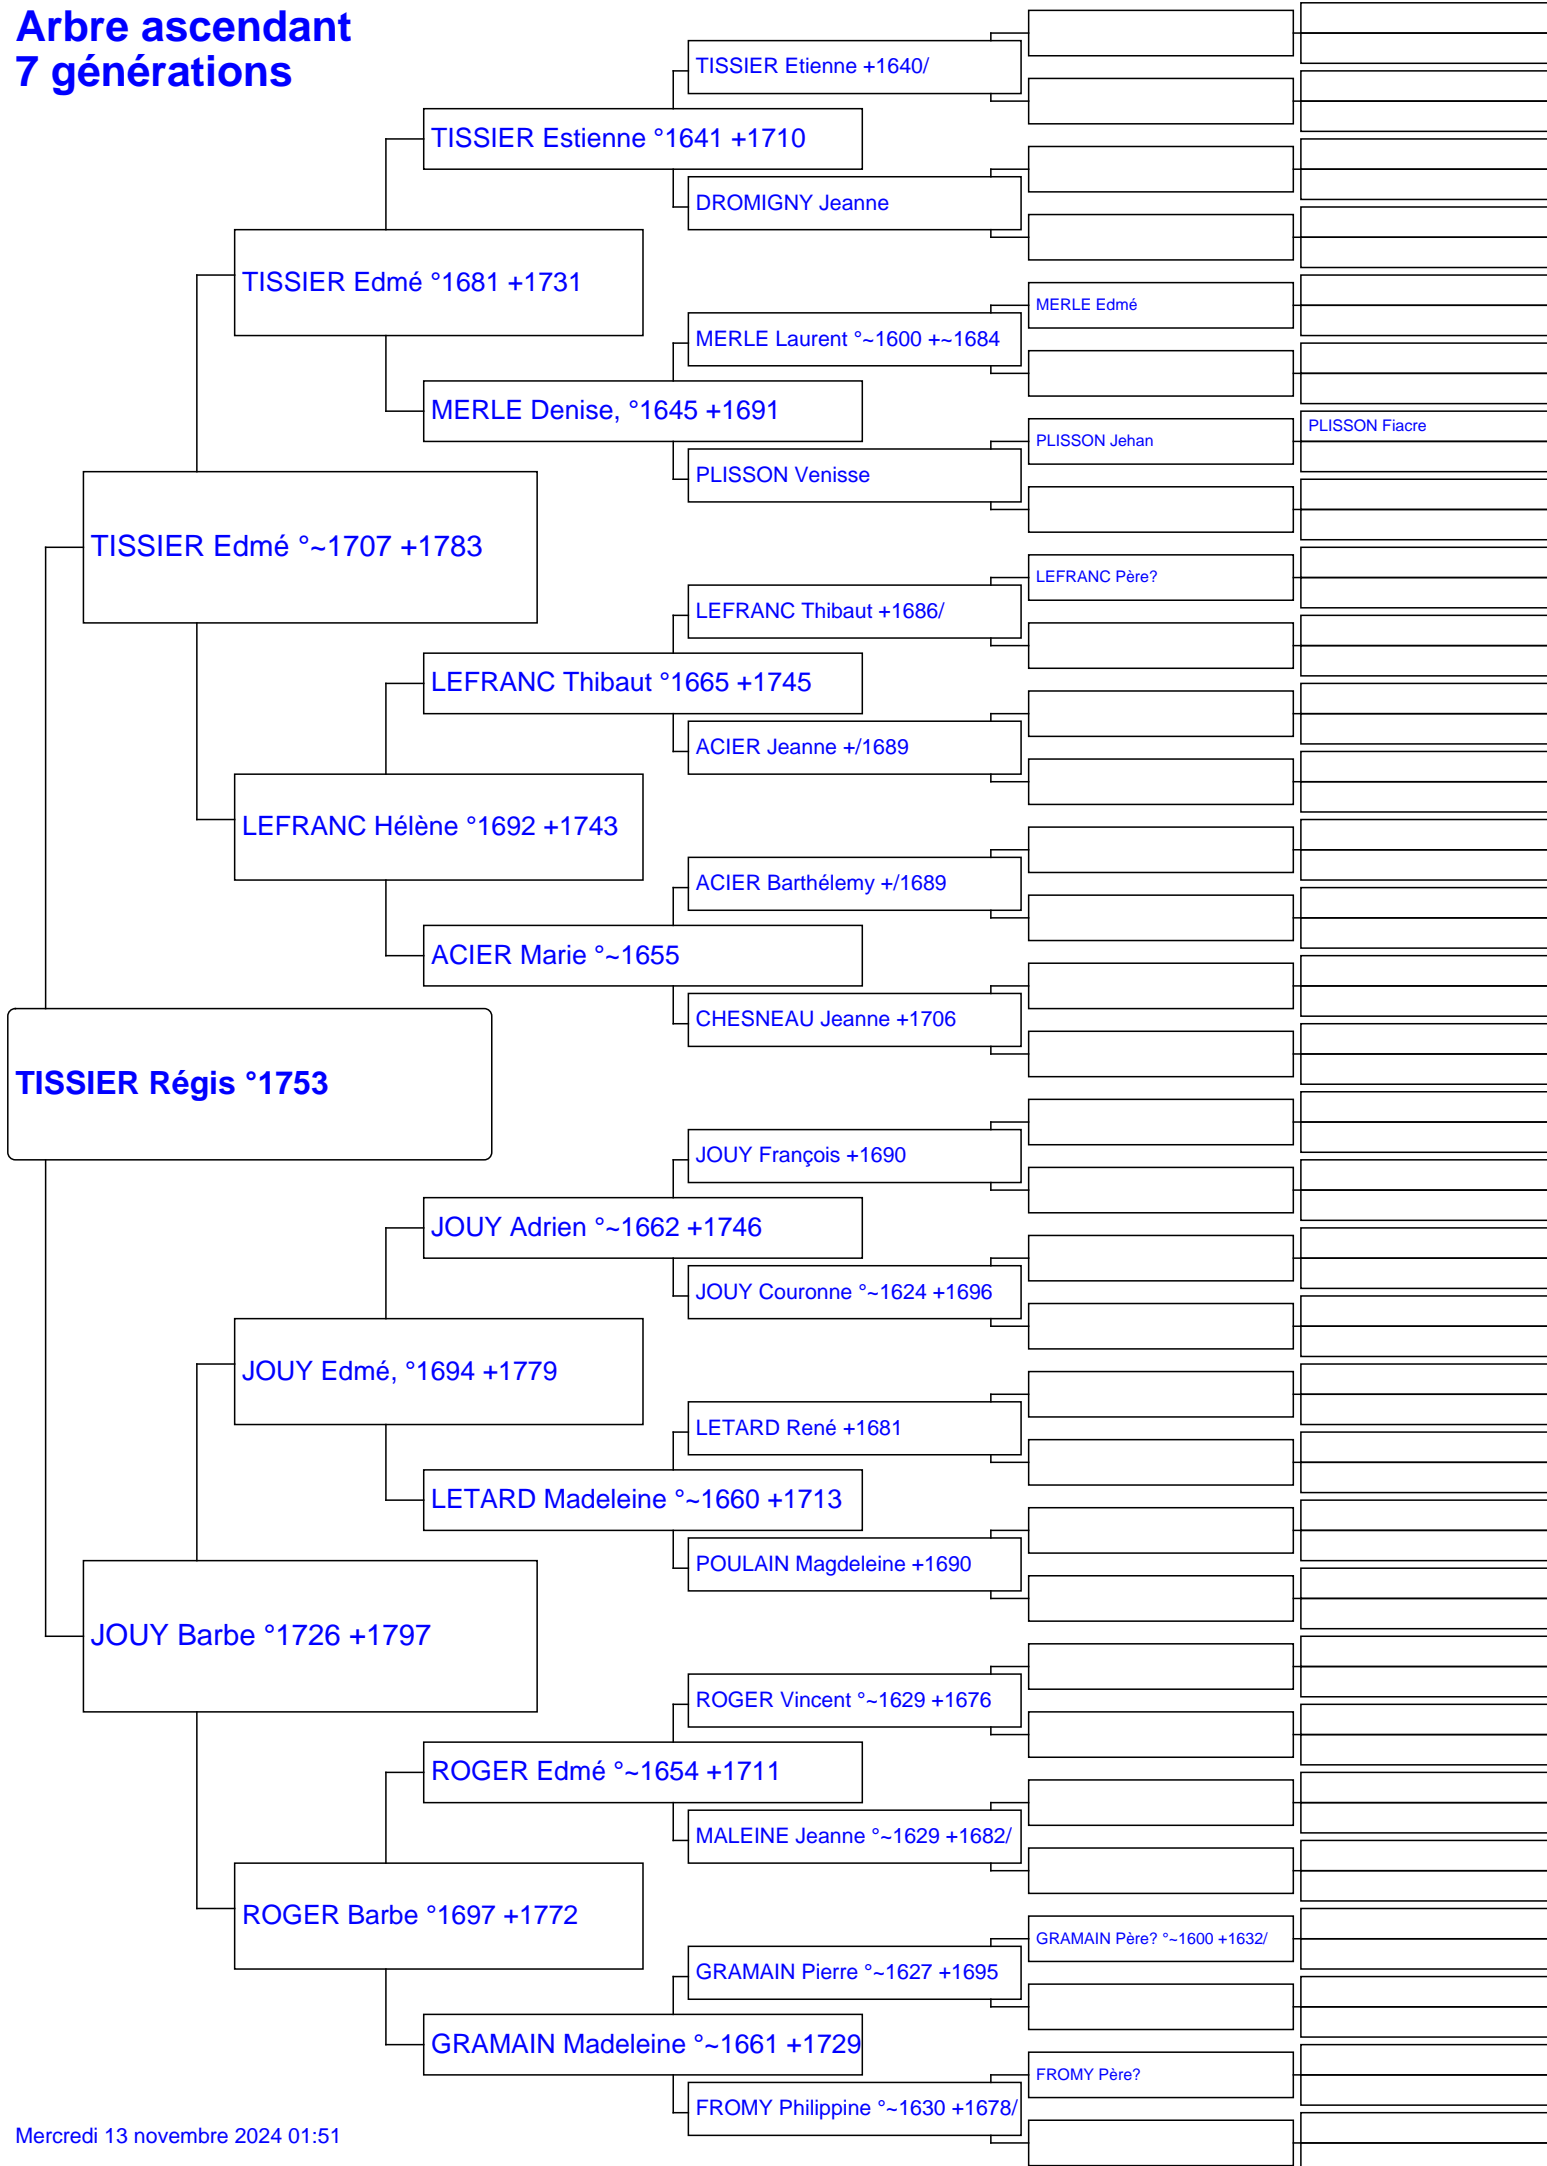 Arbre ascendant
7 générations
TISSIER Etienne +1640/
TISSIER Estienne °1641 +1710
DROMIGNY Jeanne
TISSIER Edmé °1681 +1731
MERLE Edmé
MERLE Laurent °~1600 +~1684
MERLE Denise, °1645 +1691
PLISSON Fiacre
PLISSON Jehan
PLISSON Venisse
TISSIER Edmé °~1707 +1783
LEFRANC Père?
LEFRANC Thibaut +1686/
LEFRANC Thibaut °1665 +1745
ACIER Jeanne +/1689
LEFRANC Hélène °1692 +1743
ACIER Barthélemy +/1689
ACIER Marie °~1655
CHESNEAU Jeanne +1706
TISSIER Régis °1753
JOUY François +1690
JOUY Adrien °~1662 +1746
JOUY Couronne °~1624 +1696
JOUY Edmé, °1694 +1779
LETARD René +1681
LETARD Madeleine °~1660 +1713
POULAIN Magdeleine +1690
JOUY Barbe °1726 +1797
ROGER Vincent °~1629 +1676
ROGER Edmé °~1654 +1711
MALEINE Jeanne °~1629 +1682/
ROGER Barbe °1697 +1772
GRAMAIN Père? °~1600 +1632/
GRAMAIN Pierre °~1627 +1695
GRAMAIN Madeleine °~1661 +1729
FROMY Père?
FROMY Philippine °~1630 +1678/
Mercredi 13 novembre 2024 01:51